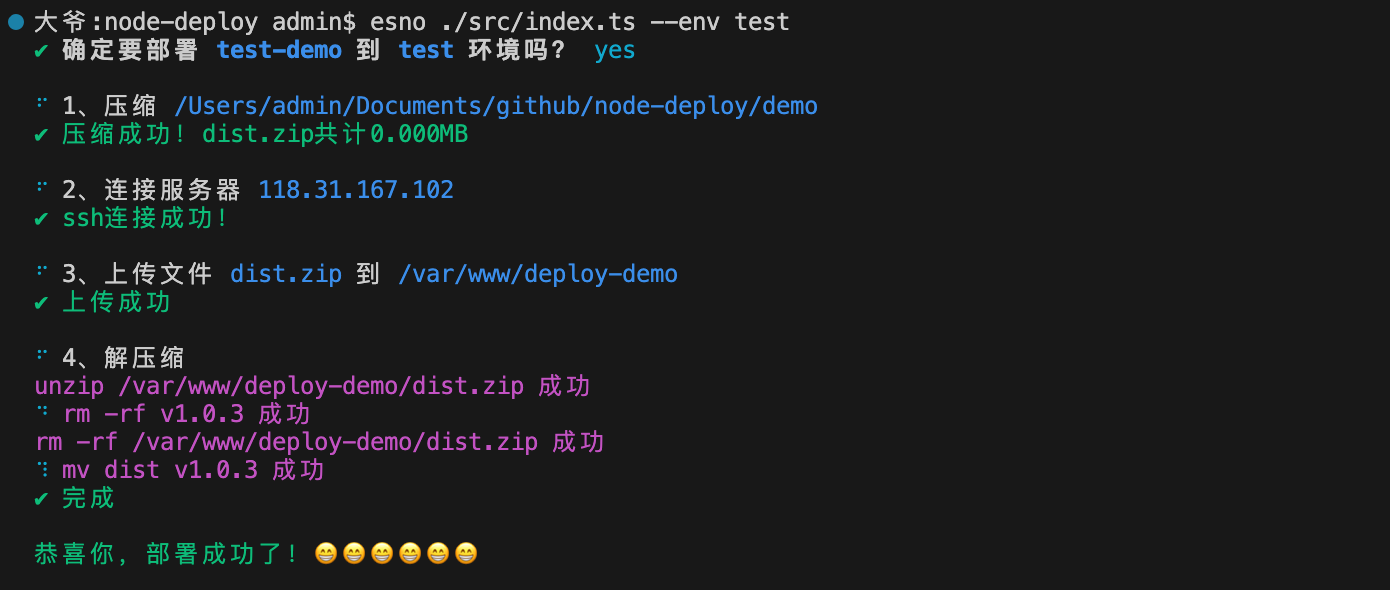 大爷:node-deploy admin$ esno ./src/index.ts --env test
✔ 确定要部署 test-demo 到 test 环境吗？ yes
⠋ 1、压缩 /Users/admin/Documents/github/node-deploy/demo
✔ 压缩成功！dist.zip共计0.000MB
⠋ 2、连接服务器 118.31.167.102
✔ ssh连接成功！
⠋ 3、上传文件 dist.zip 到 /var/www/deploy-demo
✔ 上传成功
⠋ 4、解压缩
unzip /var/www/deploy-demo/dist.zip 成功
⠙ rm -rf v1.0.3 成功
rm -rf /var/www/deploy-demo/dist.zip 成功
⠹ mv dist v1.0.3 成功
✔ 完成
恭喜你，部署成功了！😁😁😁😁😁😁